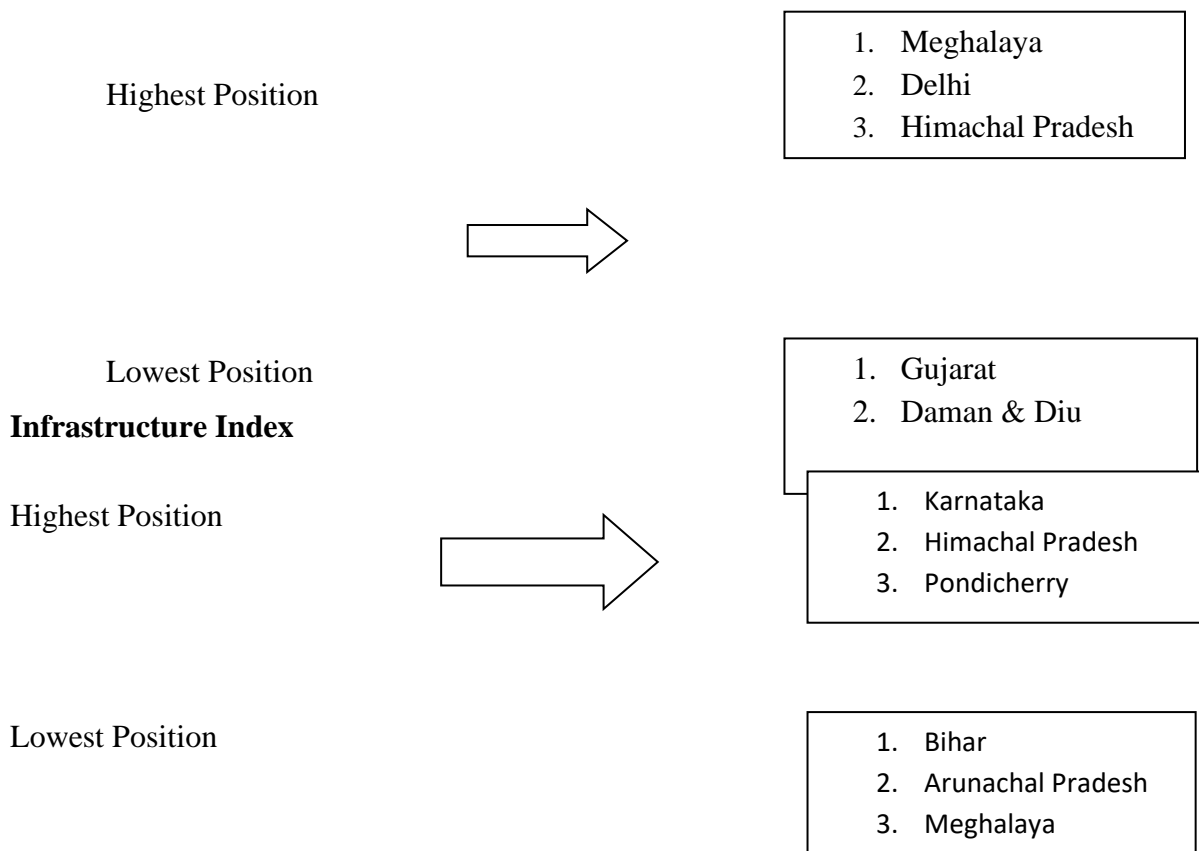 Highest Position
1. Meghalaya
2. Delhi
3. Himachal Pradesh
Lowest Position
1. Gujarat
2. Daman & Diu
Infrastructure Index
Highest Position
1. Karnataka
2. Himachal Pradesh
3. Pondicherry
Lowest Position
1. Bihar
2. Arunachal Pradesh
3. Meghalaya